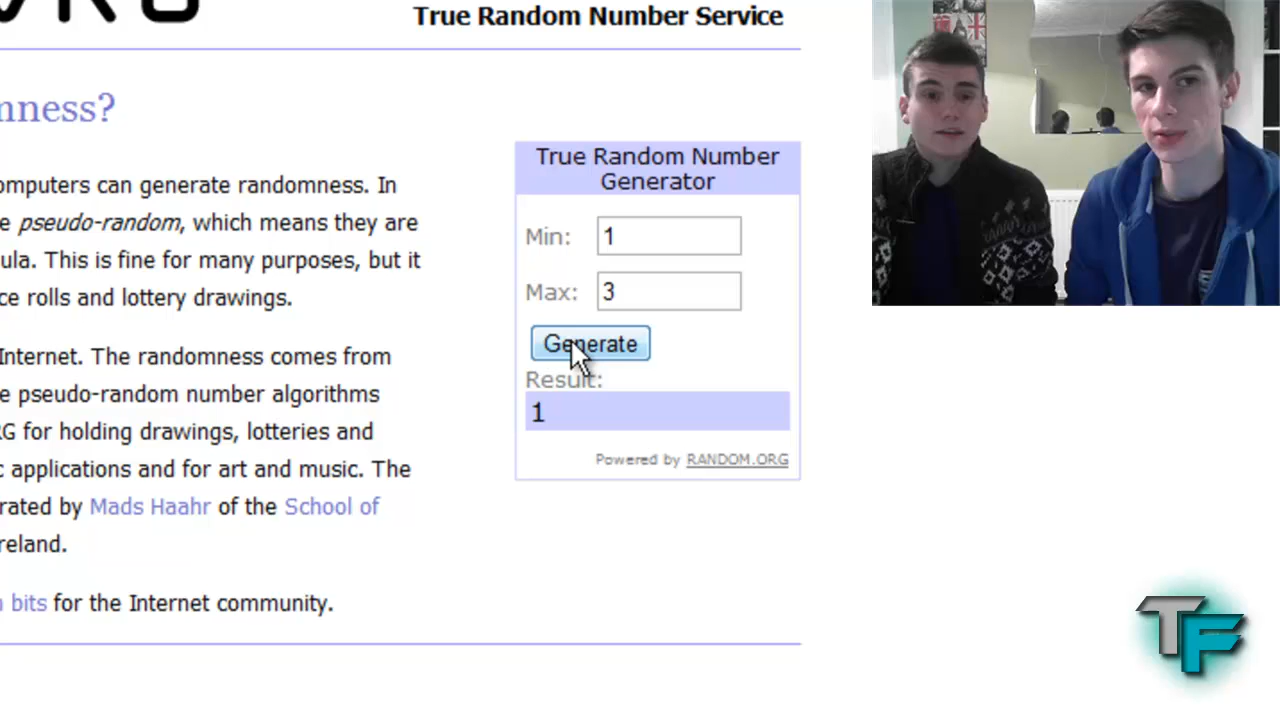 True Random Number Service
mness?
True Random Number
Generator
omputers can generate randomness. In
e pseudo-random, which means they are
Min: 1
ula. This is fine for many purposes, but it
Max: 3
ce rolls and lottery drawings.
Generate
Internet. The randomness comes from
Result:
e pseudo-random number algorithms
1
RG for holding drawings, lotteries and
Powered by RANDOM.ORG
c applications and for art and music. The
rated by Mads Haahr of the School of
reland.
bits for the Internet community.
TF